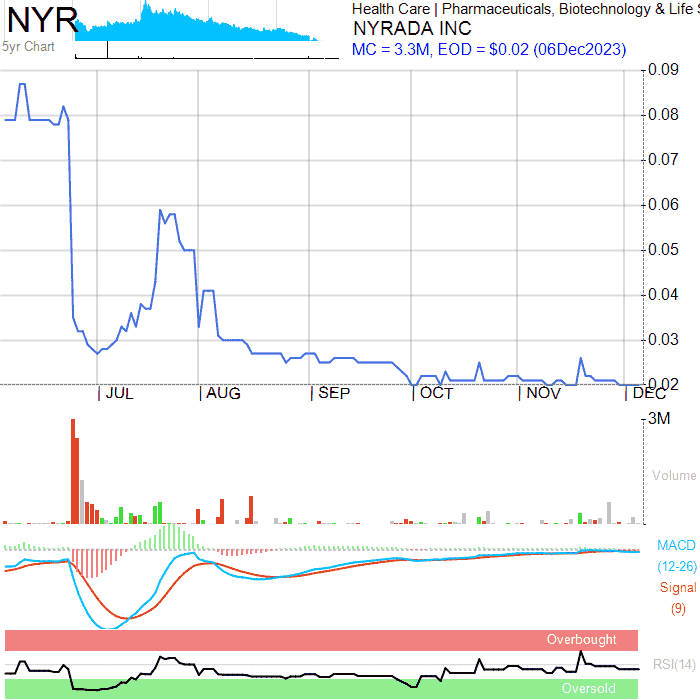 NYR
5yr Chart
Health Care | Pharmaceuticals, Biotechnology & Life S
NYRADA INC
MC = 3.3M, EOD = $0.02 (06Dec2023)
0.09
0.08
0.07
0.06
0.05
0.04
0.03
0.02
JUL
AUG
SEP
OCT
NOV
DEC
3M
Volume
MACD
(12-26)
Signal
(9)
Overbought
RSI(14)
Oversold